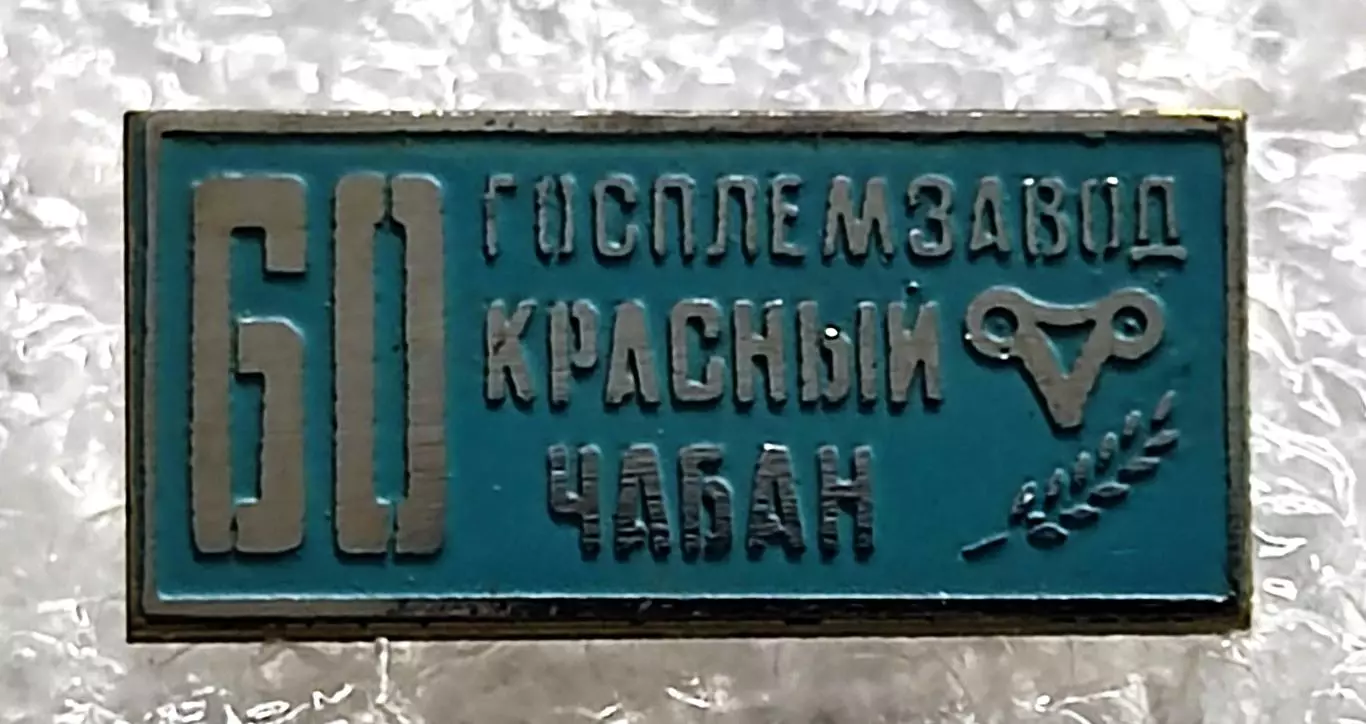 60
ГОСПЛЕМЗАВОД
КРАСНЫЙ
ЧАБАН